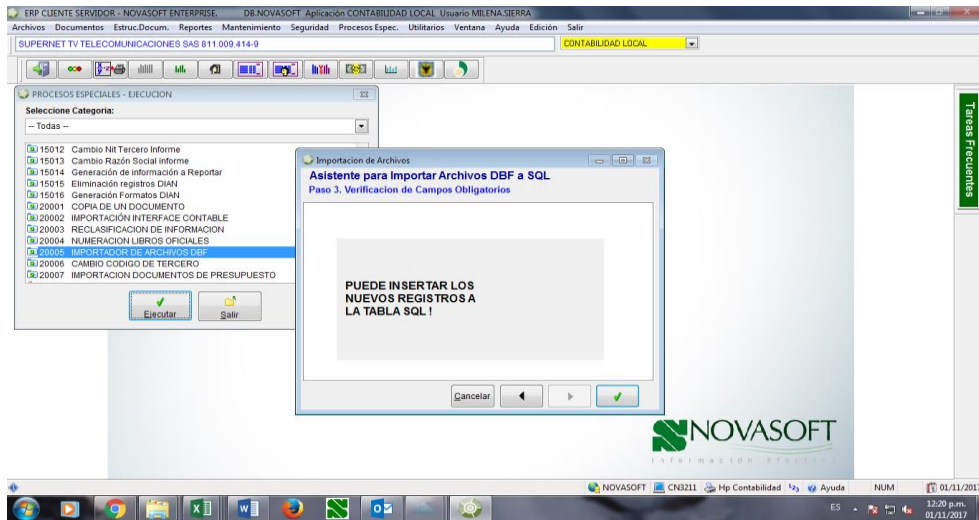 ERP CLIENTE SERVIDOR - NOVASOFT ENTERPRISE. DB.NOVASOFT Aplicación CONTABILIDAD LOCAL Usuario MILENA.SIERRA
Archivos Documentos Estruc.Docum. Reportes Mantenimiento Seguridad Procesos Espec. Utilitarios Ventana Ayuda Edición Salir
SUPERNET TV TELECOMUNICACIONES SAS 811.009.414-9 CONTABILIDAD LOCAL
PROCESOS ESPECIALES - EJECUCION
Seleccione Categoria:
-- Todas --
15012 Cambio Nit Tercero Informe
15013 Cambio Razón Social informe
15014 Generación de información a Reportar
15015 Eliminación registros DIAN
15016 Generación Formatos DIAN
20001 COPIA DE UN DOCUMENTO
20002 IMPORTACIÓN INTERFACE CONTABLE
20003 RECLASIFICACION DE INFORMACION
20004 NUMERACION LIBROS OFICIALES
20005 IMPORTADOR DE ARCHIVOS DBF
20006 CAMBIO CODIGO DE TERCERO
20007 IMPORTACION DOCUMENTOS DE PRESUPUESTO
Ejecutar Salir
Importacion de Archivos
Asistente para Importar Archivos DBF a SQL
Paso 3. Verificacion de Campos Obligatorios
PUEDE INSERTAR LOS
NUEVOS REGISTROS A
LA TABLA SQL !
Cancelar
Tareas Frecuentes
NOVASOFT
NOVASOFT CN3211 Hp Contabilidad Ayuda NUM 01/11/2017
ES 12:20 p.m.
01/11/2017